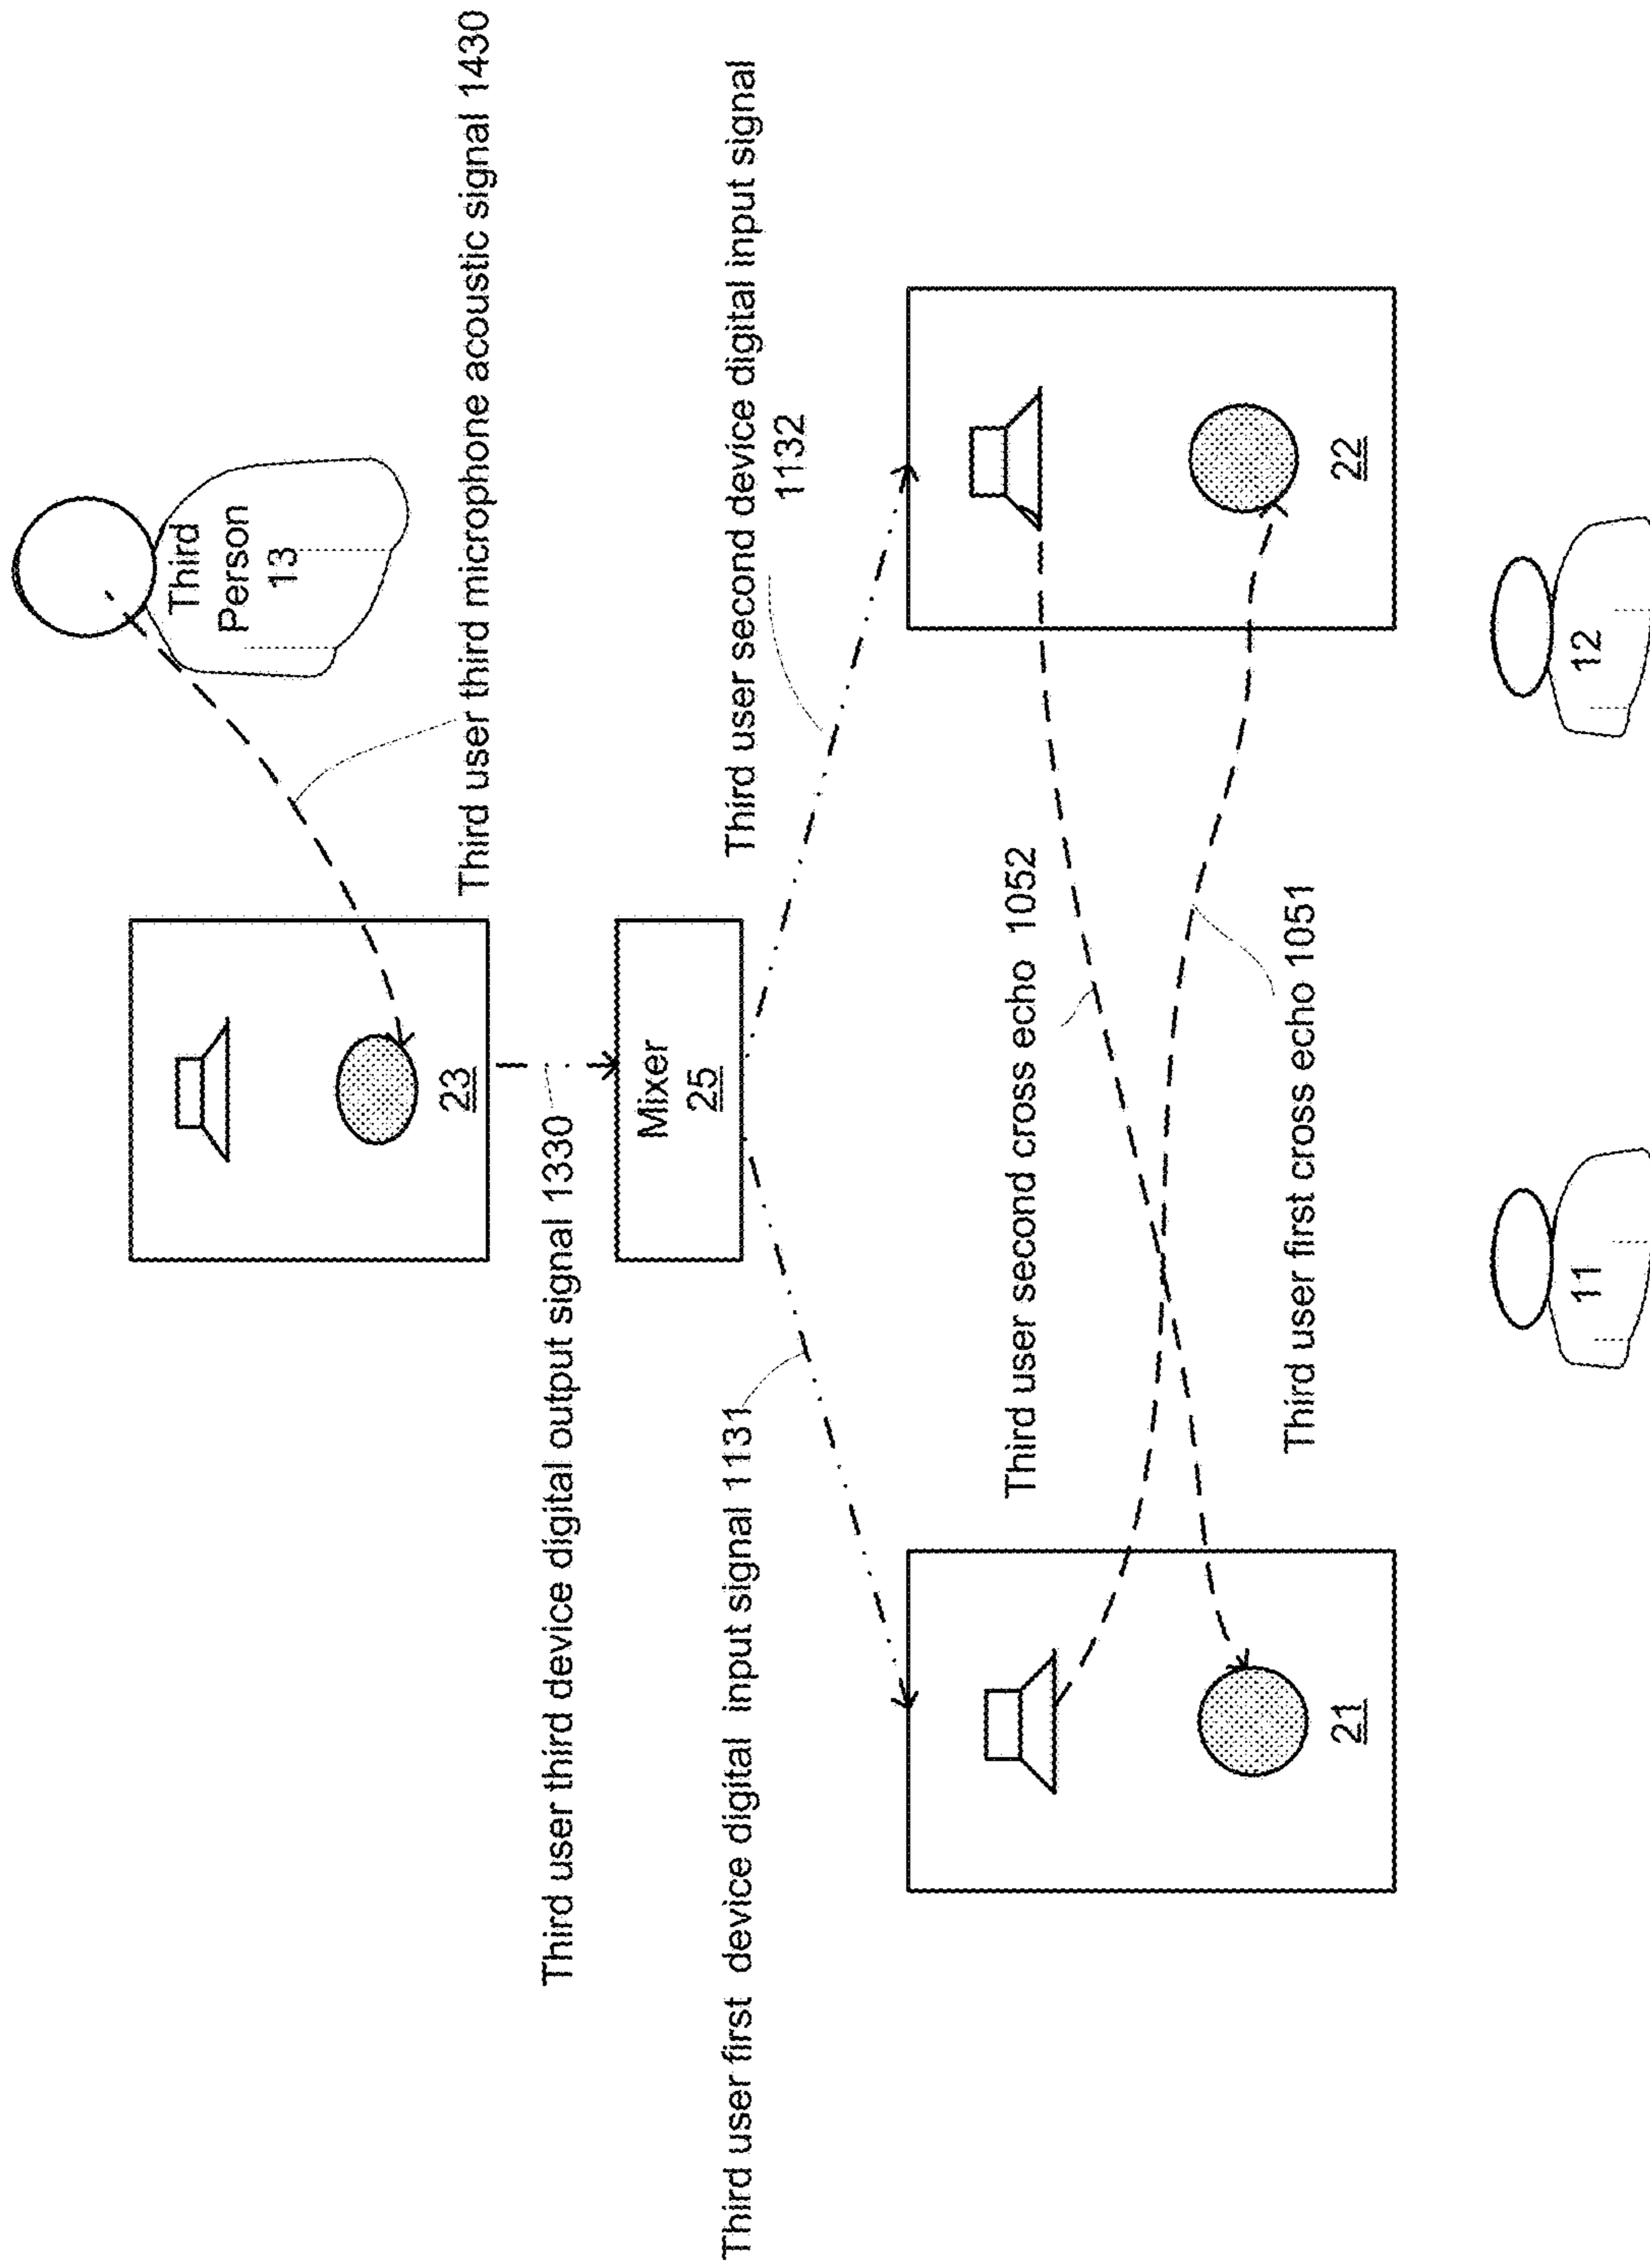 Third
Person
13
Third user third microphone acoustic signal 1430
23
Third user third device digital output signal 1330
Mixer
25
Third user first device digital input signal 1131
Third user second device digital input signal
1132
Third user second cross echo 1052
Third user first cross echo 1051
21
22
11
12